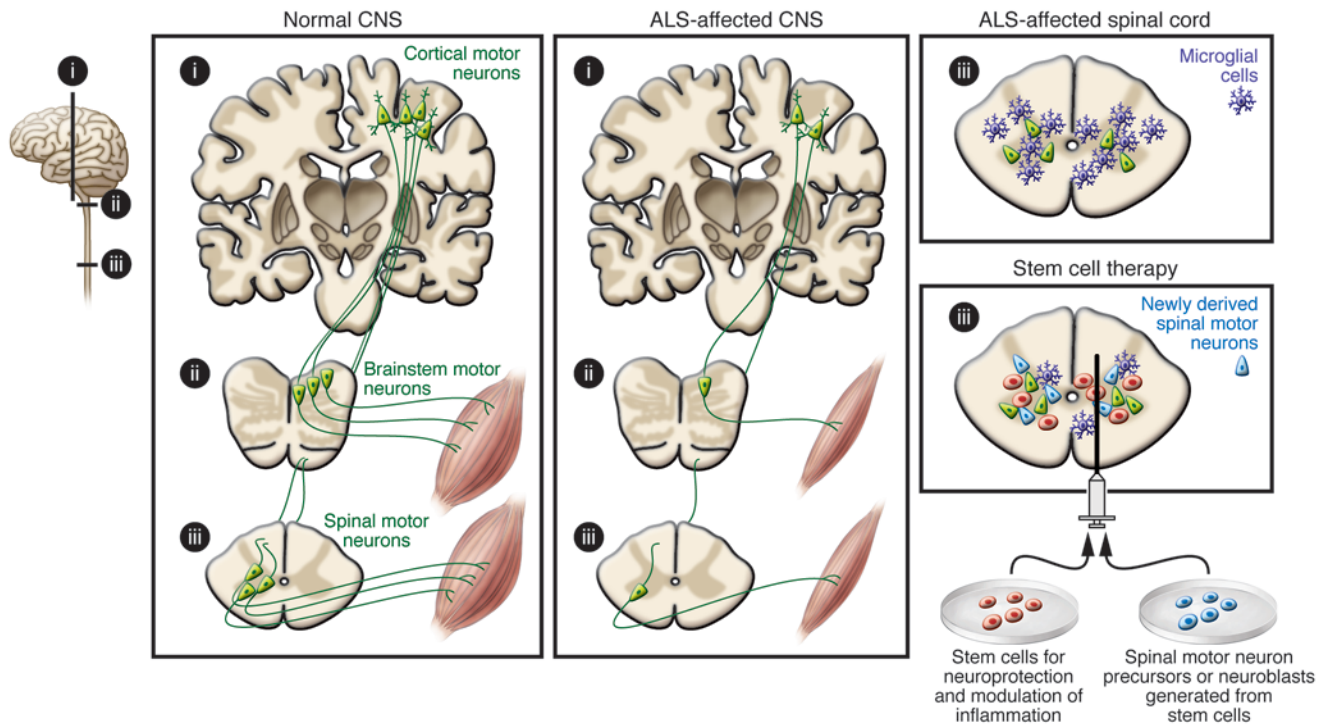 Normal CNS
ALS-affected CNS
ALS-affected spinal cord
i
ii
iii
i
Cortical motor
neurons
ii
Brainstem motor
neurons
iii
Spinal motor
neurons
i
ii
iii
iii
Microglial
cells
Stem cell therapy
iii
Newly derived
spinal motor
neurons
Stem cells for
neuroprotection
and modulation of
inflammation
Spinal motor neuron
precursors or neuroblasts
generated from
stem cells